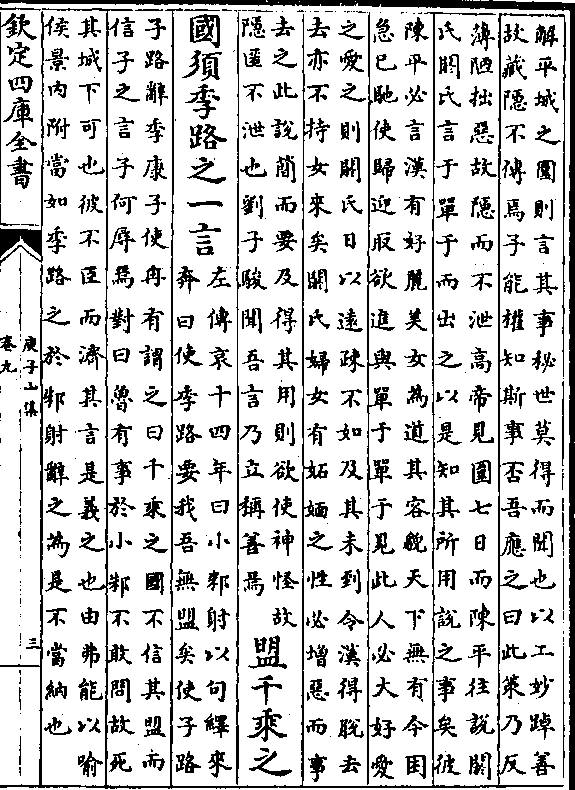 解平城之圍則言其事秘世莫得而聞也以工妙踔善
故藏隱不傳焉子能權知斯事否吾應之曰此策乃反
薄陋拙惡故隱而不泄高帝見圍七日而陳平往說閼
氏閼氏言于單于而出之以是知其所用說之事矣彼
陳平必言漢有好麗美女為道其容貌天下無有今困
急已馳使歸迎取欲進與單于單于見此人必大好愛
之愛之則閼氏日以遠疎不如及其未到令漢得脫去
去亦不持女來矣閼氏婦女有妬媔之性必增惡而事
去之此說簡而要及得其用則欲使神怪故
隱匿不泄也劉子駿聞吾言乃立稱善焉
盟千乘之
國須季路之一言
左傳哀十四年曰小邾射以句繹來
奔曰使季路要我吾無盟矣使子路
子路辭季康子使冉有謂之曰千乘之國不信其盟而
信子之言子何辱焉對曰魯有事於小邾不敢問故死
其城下可也彼不臣而濟其言是義之也由弗能以喻
侯景内附當如季路之於邾射辭之為是不當納也
欽定四庫全書
庾子山集
卷九
三